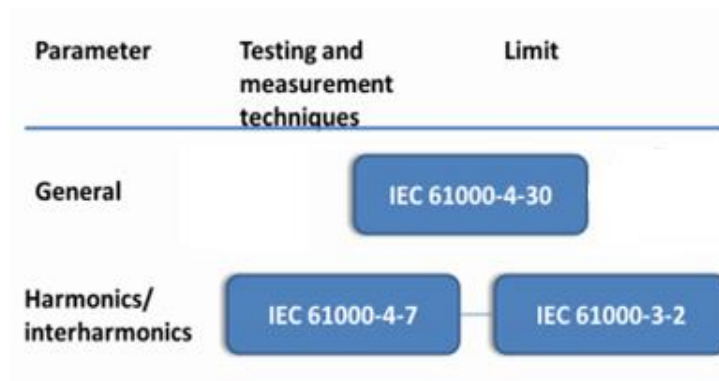 Parameter Testing and Limit
measurement
techniques
General IEC 61000-4-30
Harmonics/
interharmonics IEC 61000-4-7 IEC 61000-3-2